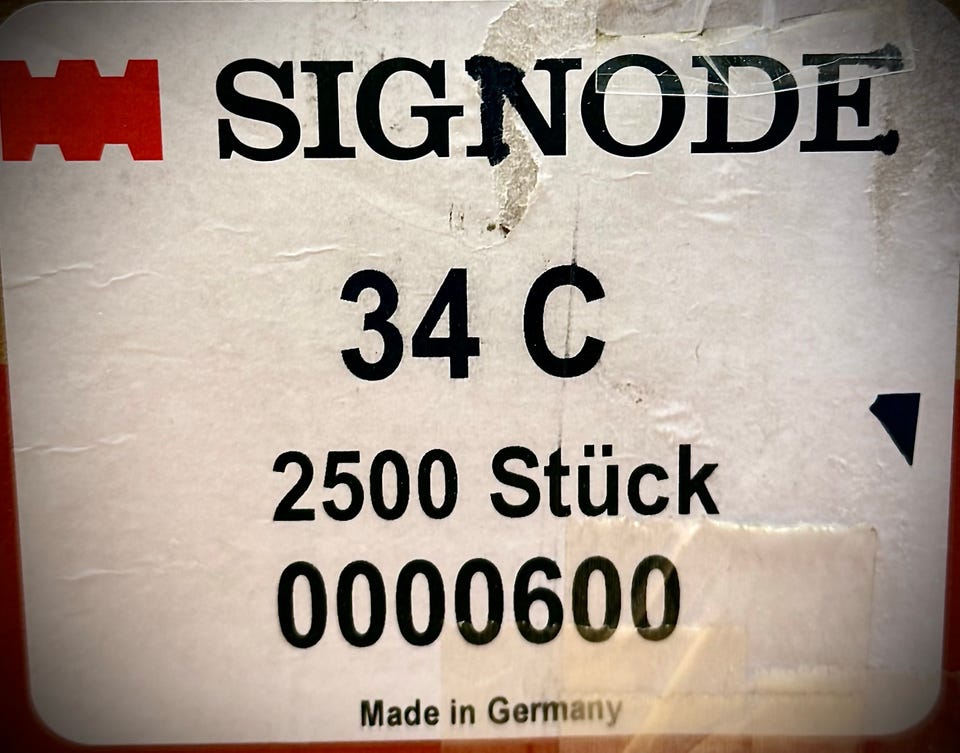 SIGNODE
34 C
2500 Stück
0000600
Made in Germany